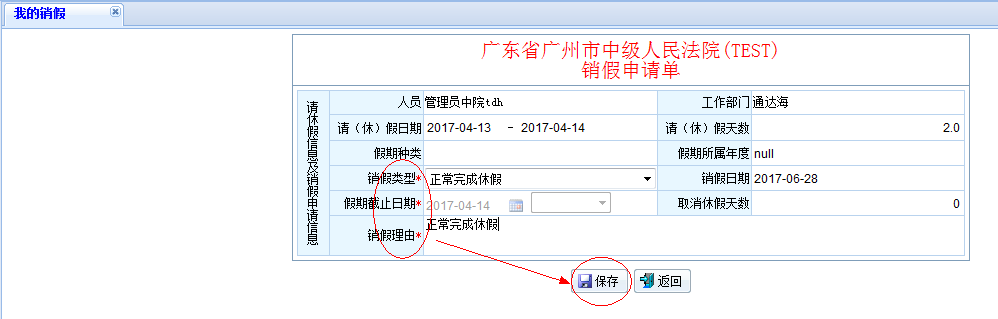 我的销假
广东省广州市中级人民法院(TEST)
销假申请单
请休假信息及销假申请信息
人员 管理员中院tdh 工作部门 通达海
请（休）假日期 2017-04-13 - 2017-04-14 请（休）假天数 2.0
假期种类 假期所属年度 null
销假类型* 正常完成休假 销假日期 2017-06-28
假期截止日期* 2017-04-14 取消休假天数 0
销假理由* 正常完成休假
保存 返回